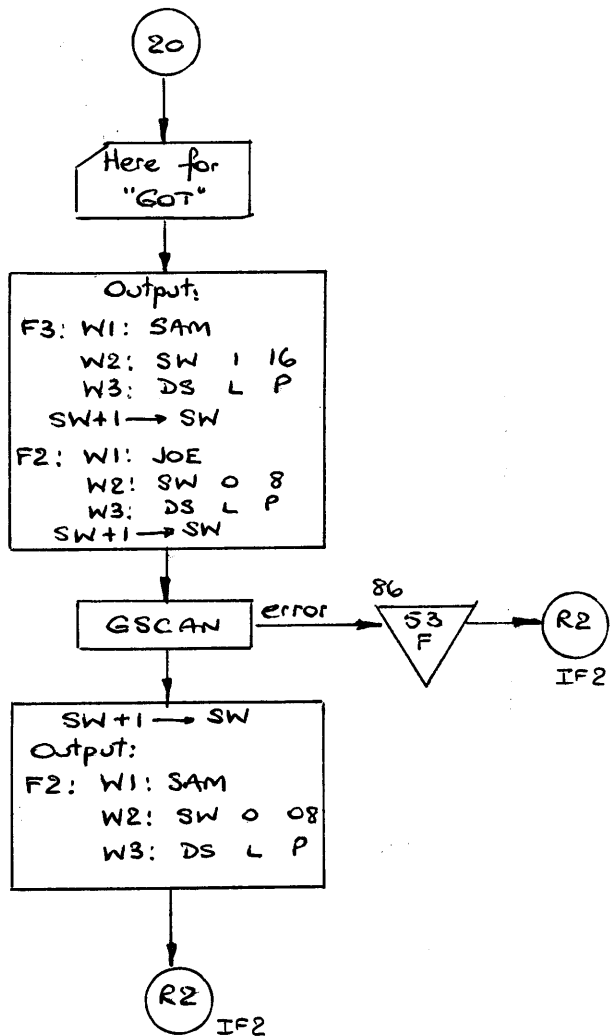 20
Here for
"GOT"
Output:
F3: W1: SAM
W2: SW 1 16
W3: DS L P
SW+1 → SW
F2: W1: JOE
W2: SW 0 8
W3: DS L P
SW+1 → SW
GSCAN
error
86
53
F
R2
IF2
SW+1 → SW
Output:
F2: W1: SAM
W2: SW 0 08
W3: DS L P
R2
IF2